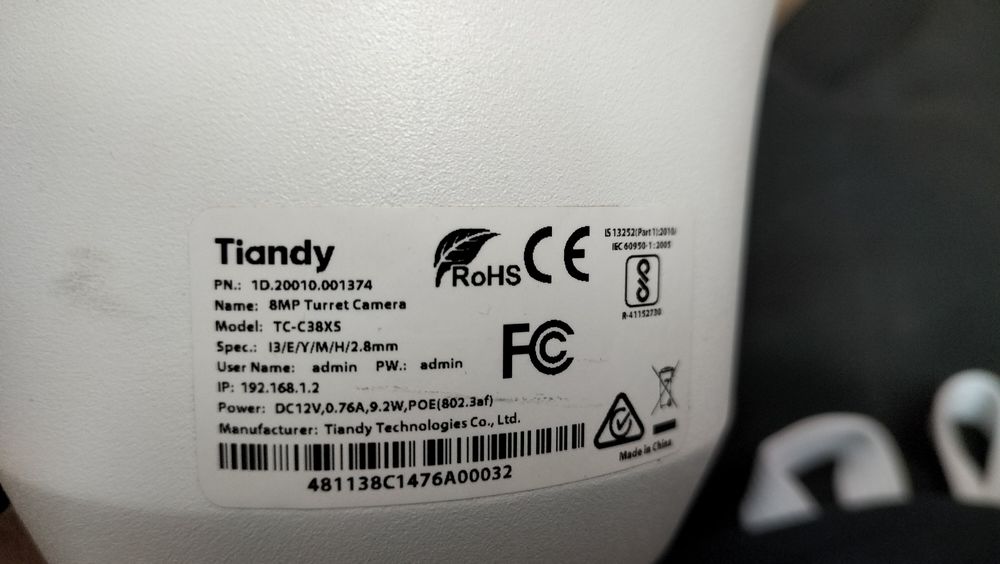 Tiandy
PN.: 1D.20010.001374
Name: 8MP Turret Camera
Model: TC-C38XS
Spec.: I3/E/Y/M/H/2.8mm
User Name: admin PW.: admin
IP: 192.168.1.2
Power: DC12V,0.76A,9.2W,POE(802.3af)
Manufacturer: Tiandy Technologies Co., Ltd.
481138C1476A00032
RoHS
CE
IS 13252(Part 1):2010/
IEC 60950-1:2005
R-41152730
FC
Made in China